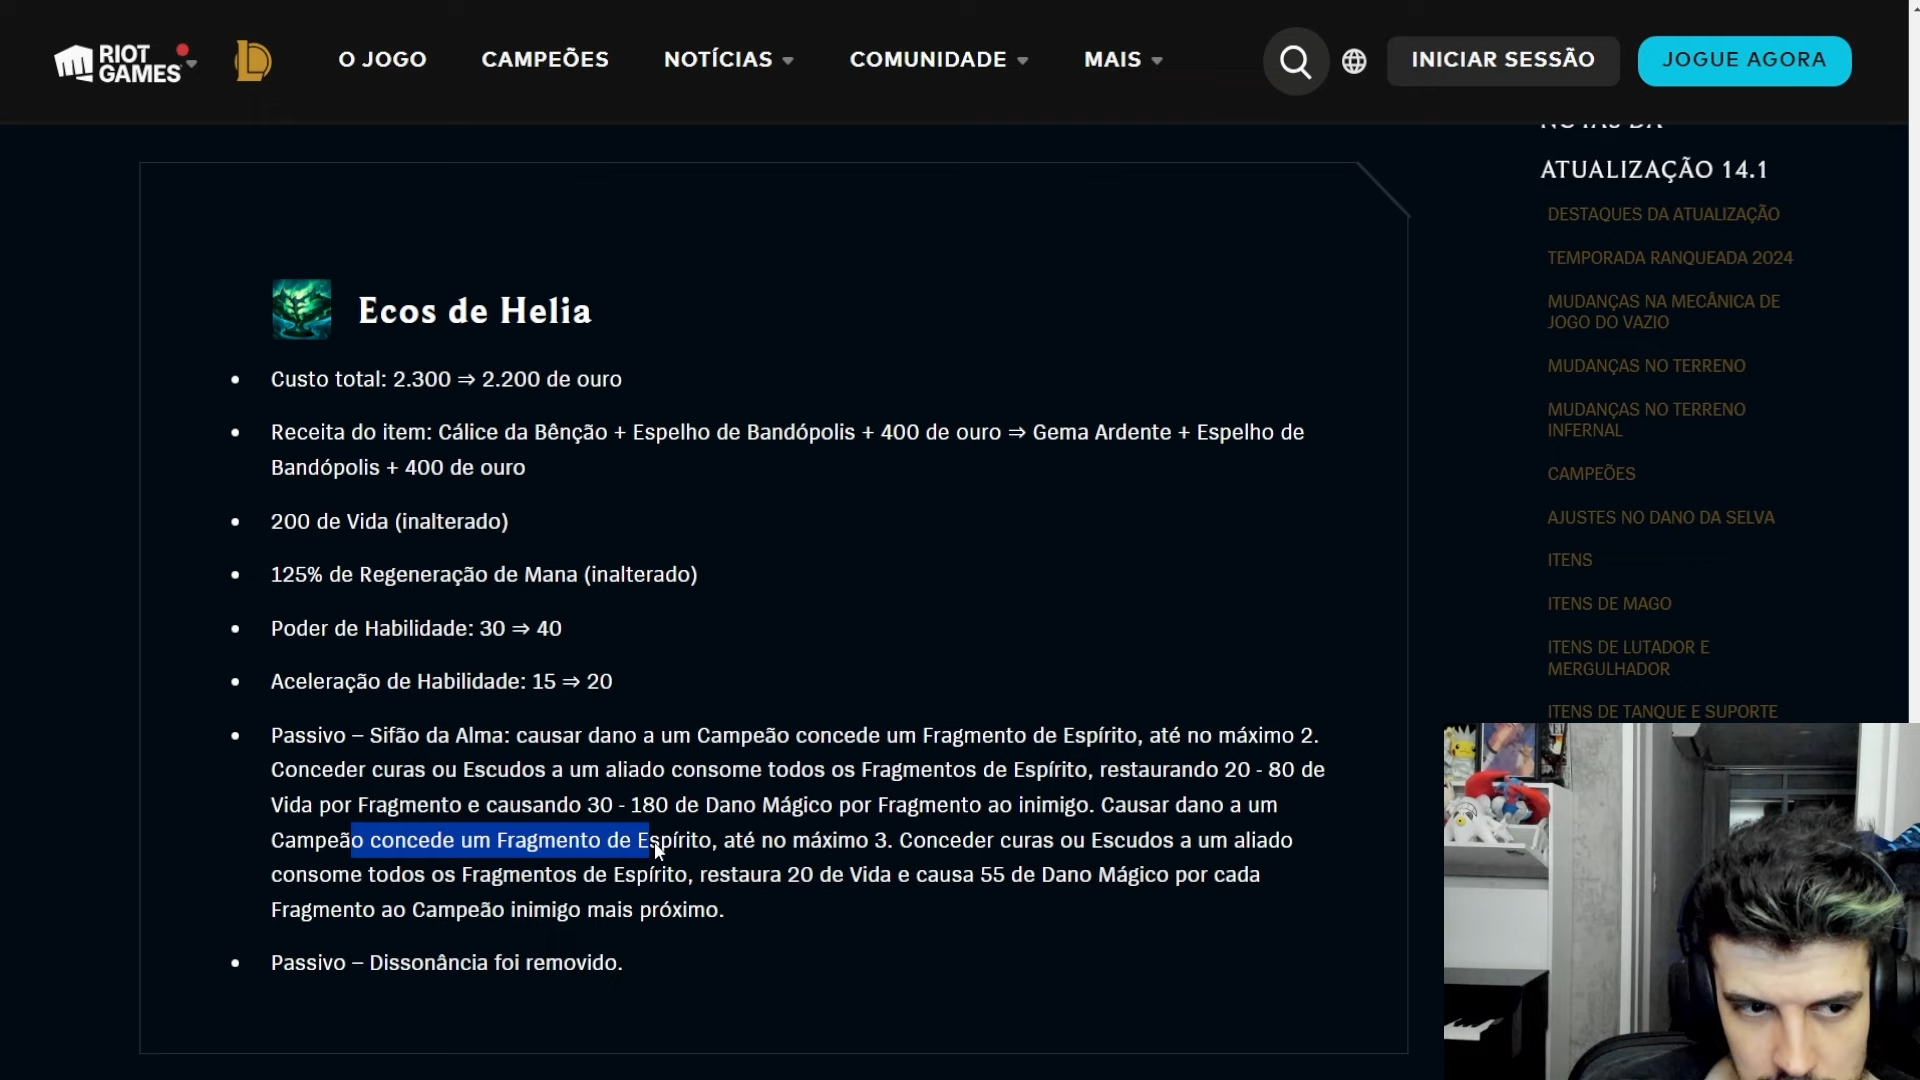 RIOT
GAMES
O JOGO
CAMPEÕES
NOTÍCIAS
COMUNIDADE
MAIS
INICIAR SESSÃO
JOGUE AGORA
NOTAS DA
ATUALIZAÇÃO 14.1
DESTAQUES DA ATUALIZAÇÃO
TEMPORADA RANQUEADA 2024
MUDANÇAS NA MECÂNICA DE
JOGO DO VAZIO
MUDANÇAS NO TERRENO
MUDANÇAS NO TERRENO
INFERNAL
CAMPEÕES
AJUSTES NO DANO DA SELVA
ITENS
ITENS DE MAGO
ITENS DE LUTADOR E
MERGULHADOR
ITENS DE TANQUE E SUPORTE
Ecos de Helia
• Custo total: 2.300 ⇒ 2.200 de ouro
• Receita do item: Cálice da Bênção + Espelho de Bandópolis + 400 de ouro ⇒ Gema Ardente + Espelho de
Bandópolis + 400 de ouro
• 200 de Vida (inalterado)
• 125% de Regeneração de Mana (inalterado)
• Poder de Habilidade: 30 ⇒ 40
• Aceleração de Habilidade: 15 ⇒ 20
• Passivo – Sifão da Alma: causar dano a um Campeão concede um Fragmento de Espírito, até no máximo 2.
Conceder curas ou Escudos a um aliado consome todos os Fragmentos de Espírito, restaurando 20 - 80 de
Vida por Fragmento e causando 30 - 180 de Dano Mágico por Fragmento ao inimigo. Causar dano a um
Campeão concede um Fragmento de Espírito, até no máximo 3. Conceder curas ou Escudos a um aliado
consome todos os Fragmentos de Espírito, restaura 20 de Vida e causa 55 de Dano Mágico por cada
Fragmento ao Campeão inimigo mais próximo.
• Passivo – Dissonância foi removido.